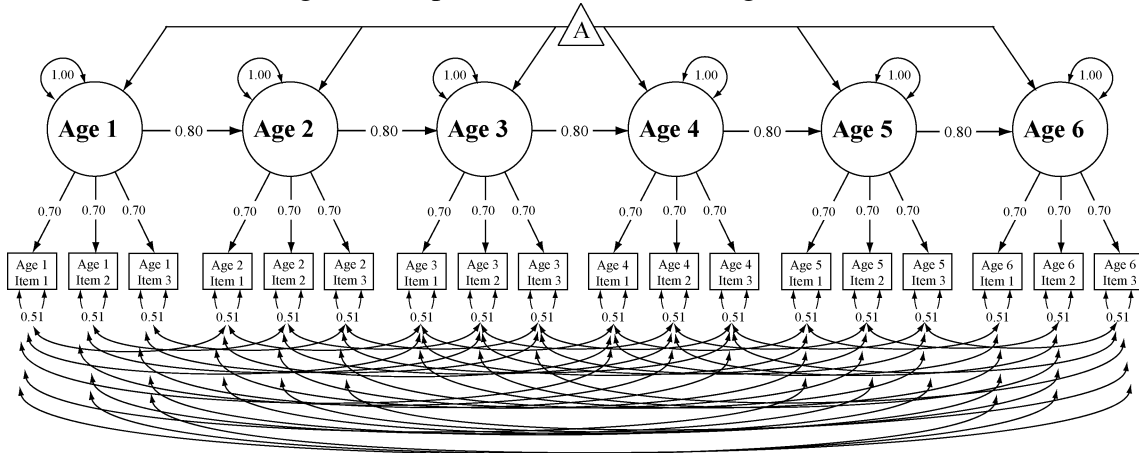 A
1.00 1.00 1.00 1.00 1.00 1.00
Age 1 0.80 Age 2 0.80 Age 3 0.80 Age 4 0.80 Age 5 0.80 Age 6
0.70 0.70 0.70 0.70 0.70 0.70 0.70 0.70 0.70 0.70 0.70 0.70 0.70 0.70 0.70 0.70 0.70 0.70
Age 1 Age 1 Age 1 Age 2 Age 2 Age 2 Age 3 Age 3 Age 3 Age 4 Age 4 Age 4 Age 5 Age 5 Age 5 Age 6 Age 6 Age 6
Item 1 Item 2 Item 3 Item 1 Item 2 Item 3 Item 1 Item 2 Item 3 Item 1 Item 2 Item 3 Item 1 Item 2 Item 3 Item 1 Item 2 Item 3
0.51 0.51 0.51 0.51 0.51 0.51 0.51 0.51 0.51 0.51 0.51 0.51 0.51 0.51 0.51 0.51 0.51 0.51